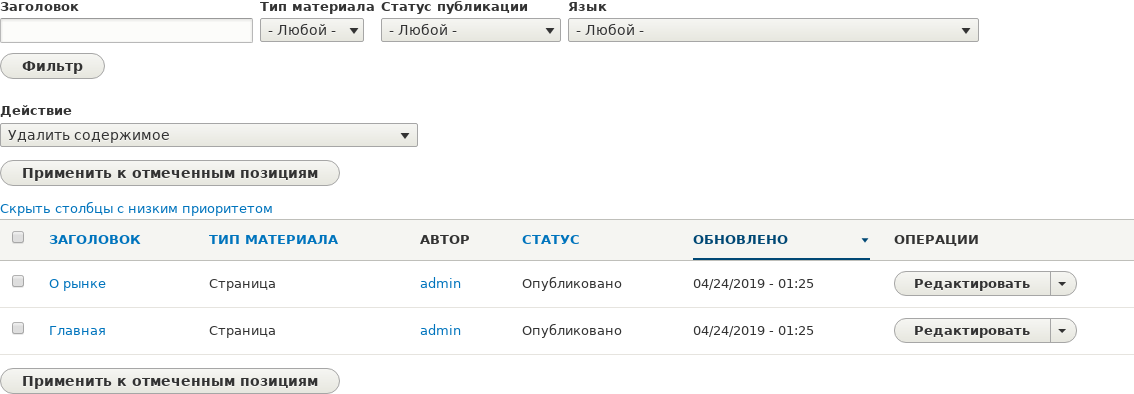 Заголовок Тип материала Статус публикации Язык
- Любой - - Любой - - Любой -
Фильтр
Действие
Удалить содержимое
Применить к отмеченным позициям
Скрыть столбцы с низким приоритетом
ЗАГОЛОВОК ТИП МАТЕРИАЛА АВТОР СТАТУС ОБНОВЛЕНО ОПЕРАЦИИ
О рынке Страница admin Опубликовано 04/24/2019 - 01:25 Редактировать
Главная Страница admin Опубликовано 04/24/2019 - 01:25 Редактировать
Применить к отмеченным позициям